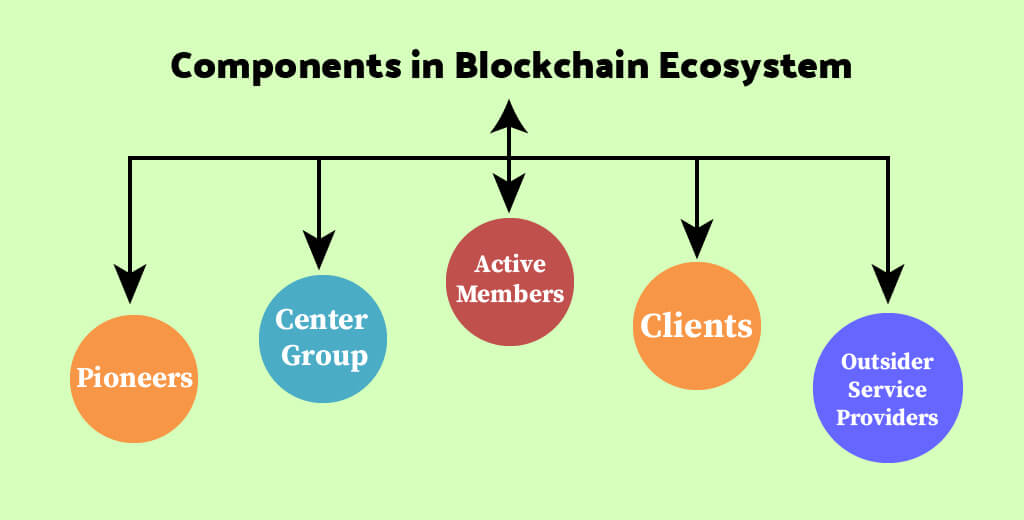 Components in Blockchain Ecosystem
Pioneers
Center
Group
Active
Members
Clients
Outsider
Service
Providers